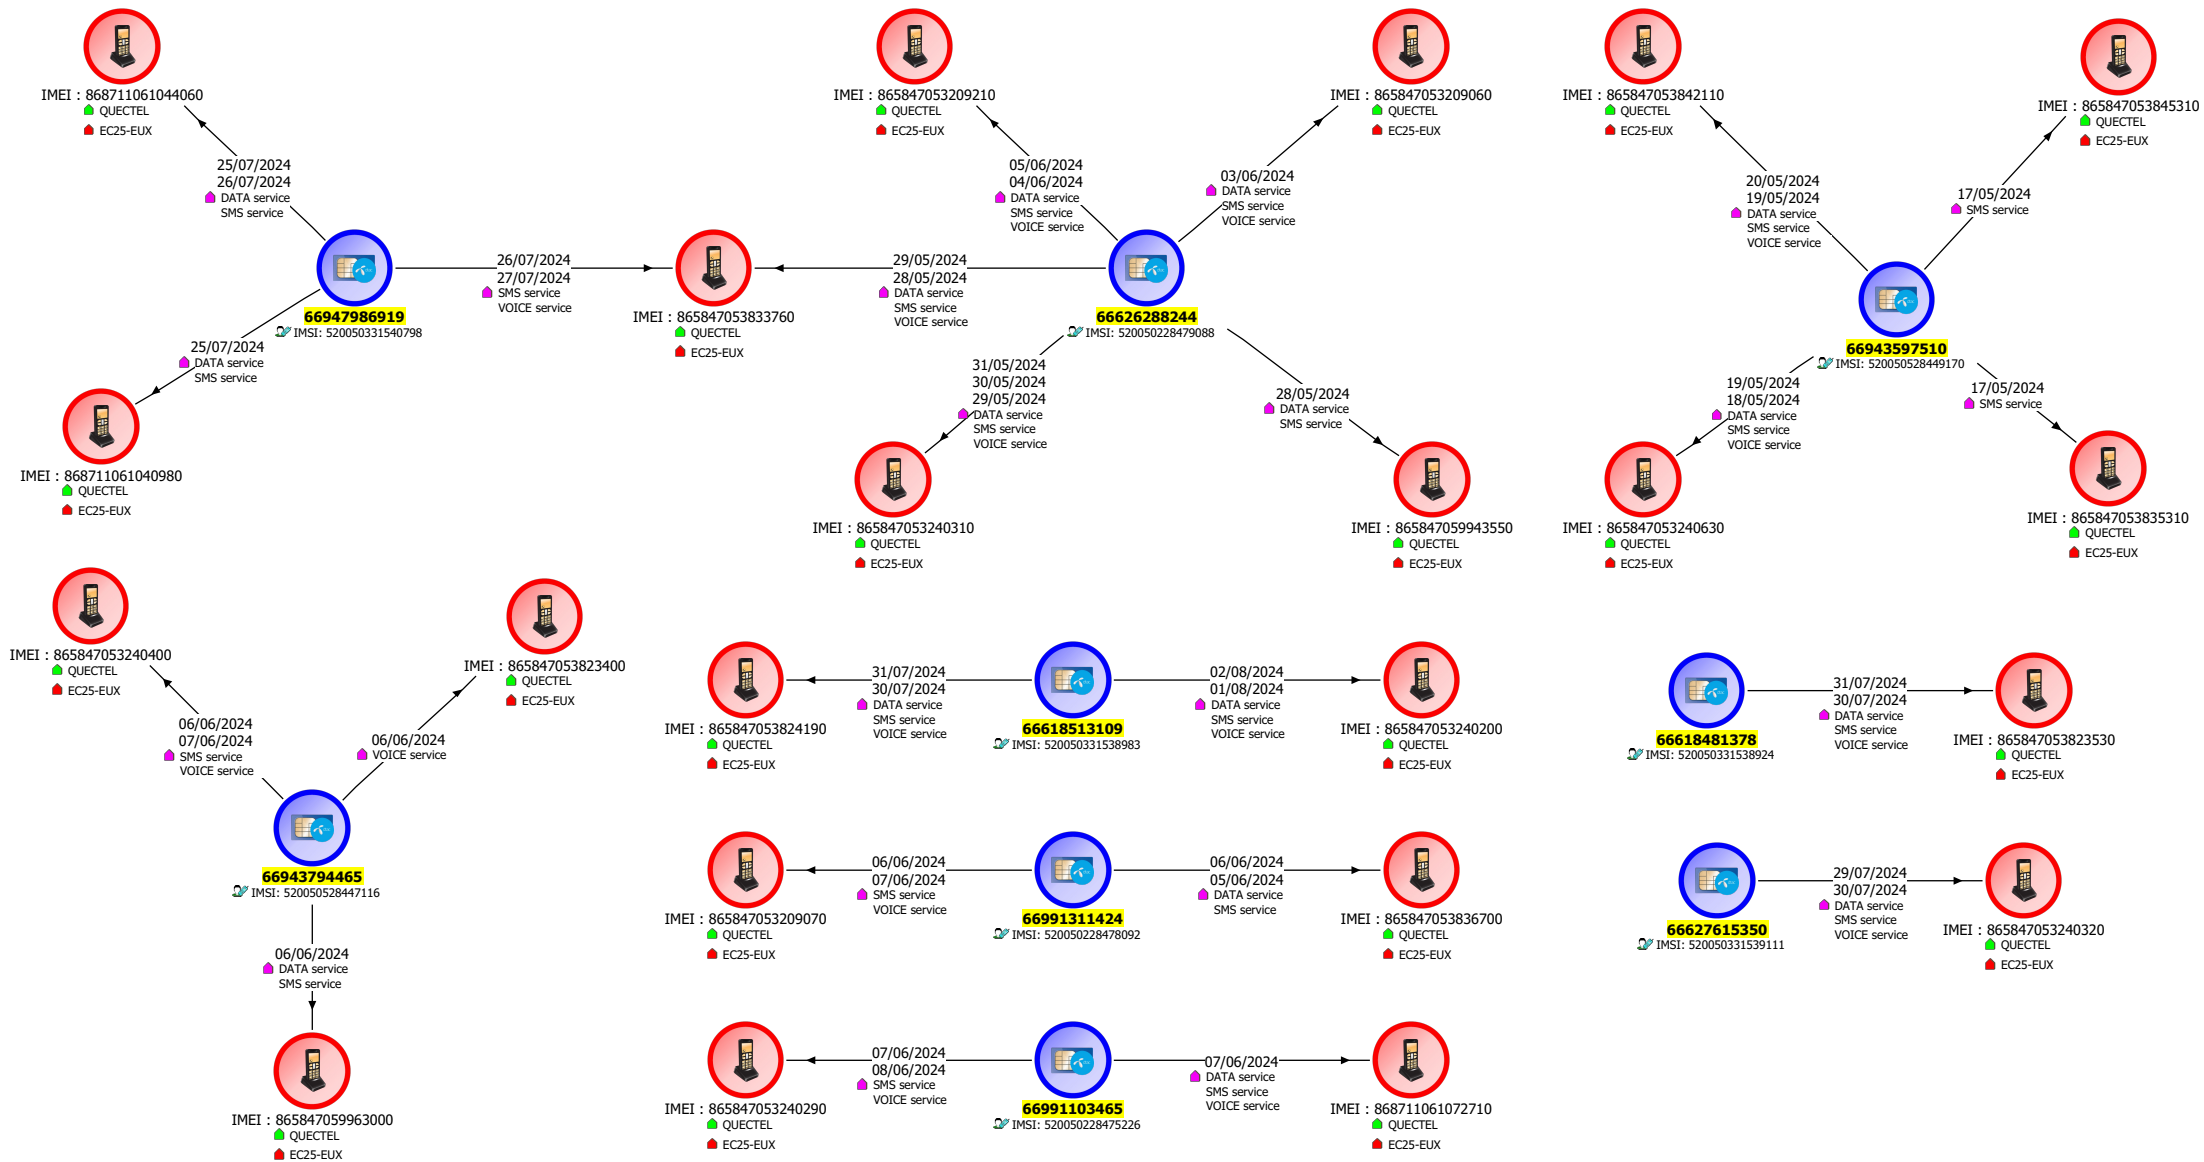 IMEI : 868711061044060
QUECTEL
EC25-EUX
25/07/2024
26/07/2024
DATA service
SMS service
66947986919
IMSI: 520050331540798
25/07/2024
DATA service
SMS service
IMEI : 868711061040980
QUECTEL
EC25-EUX
26/07/2024
27/07/2024
SMS service
VOICE service
IMEI : 865847053833760
QUECTEL
EC25-EUX
29/05/2024
28/05/2024
DATA service
SMS service
VOICE service
IMEI : 865847053209210
QUECTEL
EC25-EUX
05/06/2024
04/06/2024
DATA service
SMS service
VOICE service
IMEI : 865847053209060
QUECTEL
EC25-EUX
03/06/2024
DATA service
SMS service
VOICE service
66626288244
IMSI: 520050228479088
31/05/2024
30/05/2024
29/05/2024
DATA service
SMS service
VOICE service
IMEI : 865847053240310
QUECTEL
EC25-EUX
28/05/2024
DATA service
SMS service
IMEI : 865847059943550
QUECTEL
EC25-EUX
IMEI : 865847053842110
QUECTEL
EC25-EUX
20/05/2024
19/05/2024
DATA service
SMS service
VOICE service
IMEI : 865847053845310
QUECTEL
EC25-EUX
17/05/2024
SMS service
66943597510
IMSI: 520050528449170
19/05/2024
18/05/2024
DATA service
SMS service
VOICE service
IMEI : 865847053240630
QUECTEL
EC25-EUX
17/05/2024
SMS service
IMEI : 865847053835310
QUECTEL
EC25-EUX
IMEI : 865847053240400
QUECTEL
EC25-EUX
06/06/2024
07/06/2024
SMS service
VOICE service
IMEI : 865847053823400
QUECTEL
EC25-EUX
06/06/2024
VOICE service
66943794465
IMSI: 520050528447116
06/06/2024
DATA service
SMS service
IMEI : 865847059963000
QUECTEL
EC25-EUX
IMEI : 865847053824190
QUECTEL
EC25-EUX
31/07/2024
30/07/2024
DATA service
SMS service
VOICE service
66618513109
IMSI: 520050331538983
02/08/2024
01/08/2024
DATA service
SMS service
VOICE service
IMEI : 865847053240200
QUECTEL
EC25-EUX
66618481378
IMSI: 520050331538924
31/07/2024
30/07/2024
DATA service
SMS service
VOICE service
IMEI : 865847053823530
QUECTEL
EC25-EUX
IMEI : 865847053209070
QUECTEL
EC25-EUX
06/06/2024
07/06/2024
SMS service
VOICE service
66991311424
IMSI: 520050228478092
06/06/2024
05/06/2024
DATA service
SMS service
IMEI : 865847053836700
QUECTEL
EC25-EUX
66627615350
IMSI: 520050331539111
29/07/2024
30/07/2024
DATA service
SMS service
VOICE service
IMEI : 865847053240320
QUECTEL
EC25-EUX
IMEI : 865847053240290
QUECTEL
EC25-EUX
07/06/2024
08/06/2024
SMS service
VOICE service
66991103465
IMSI: 520050228475226
07/06/2024
DATA service
SMS service
VOICE service
IMEI : 868711061072710
QUECTEL
EC25-EUX